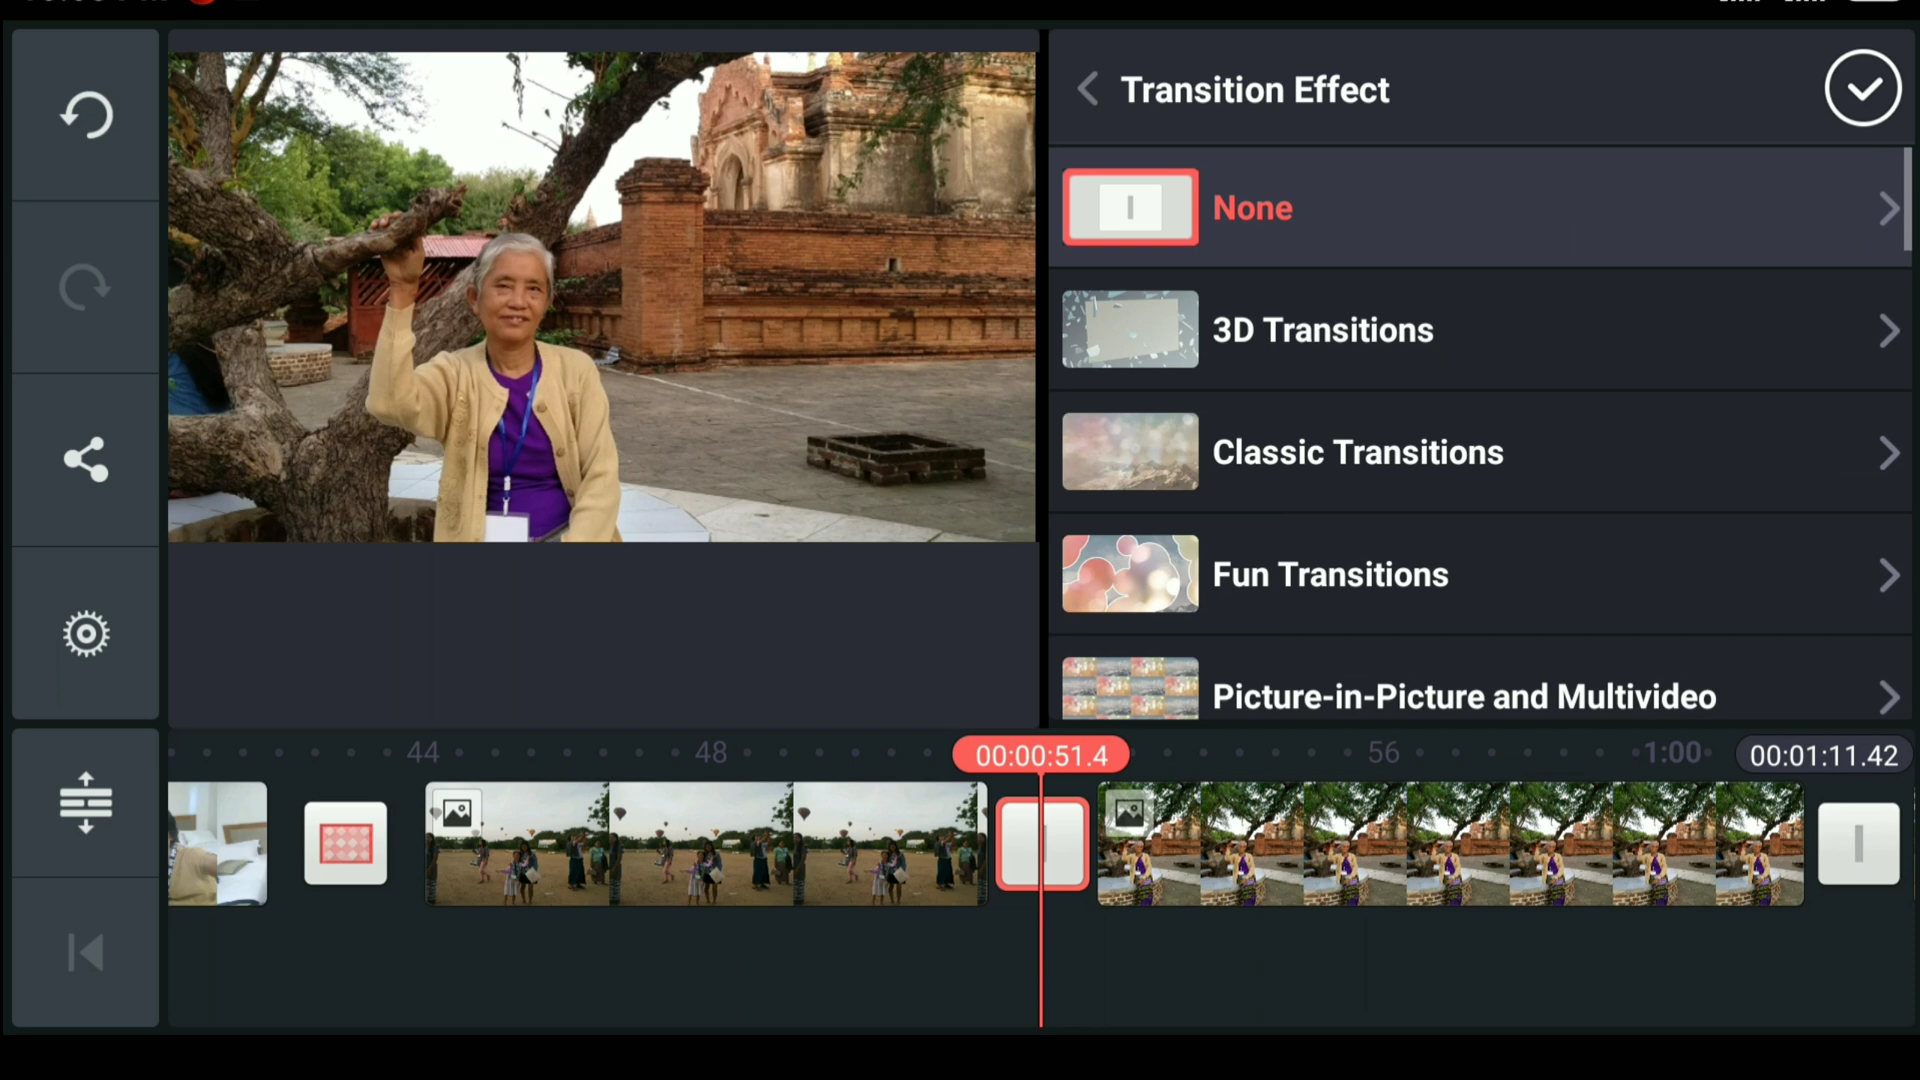 Transition Effect
None
3D Transitions
Classic Transitions
Fun Transitions
Picture-in-Picture and Multivideo
44
48
00:00:51.4
56
1:00
00:01:11.42